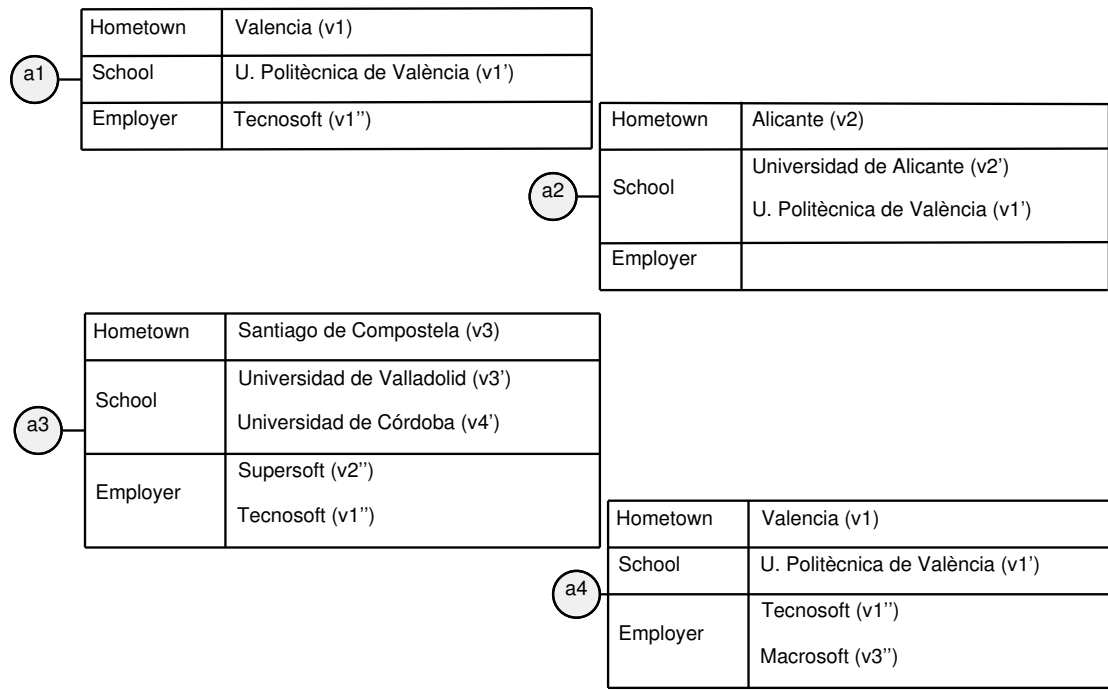 Hometown Valencia (v1)
a1
School U. Politècnica de València (v1')
Employer Tecnosoft (v1'')
Hometown Alicante (v2)
a2
School
Universidad de Alicante (v2')
U. Politècnica de València (v1')
Employer
Hometown Santiago de Compostela (v3)
a3
School
Universidad de Valladolid (v3')
Universidad de Córdoba (v4')
Employer
Supersoft (v2'')
Tecnosoft (v1'')
Hometown Valencia (v1)
a4
School U. Politècnica de València (v1')
Employer
Tecnosoft (v1'')
Macrosoft (v3'')